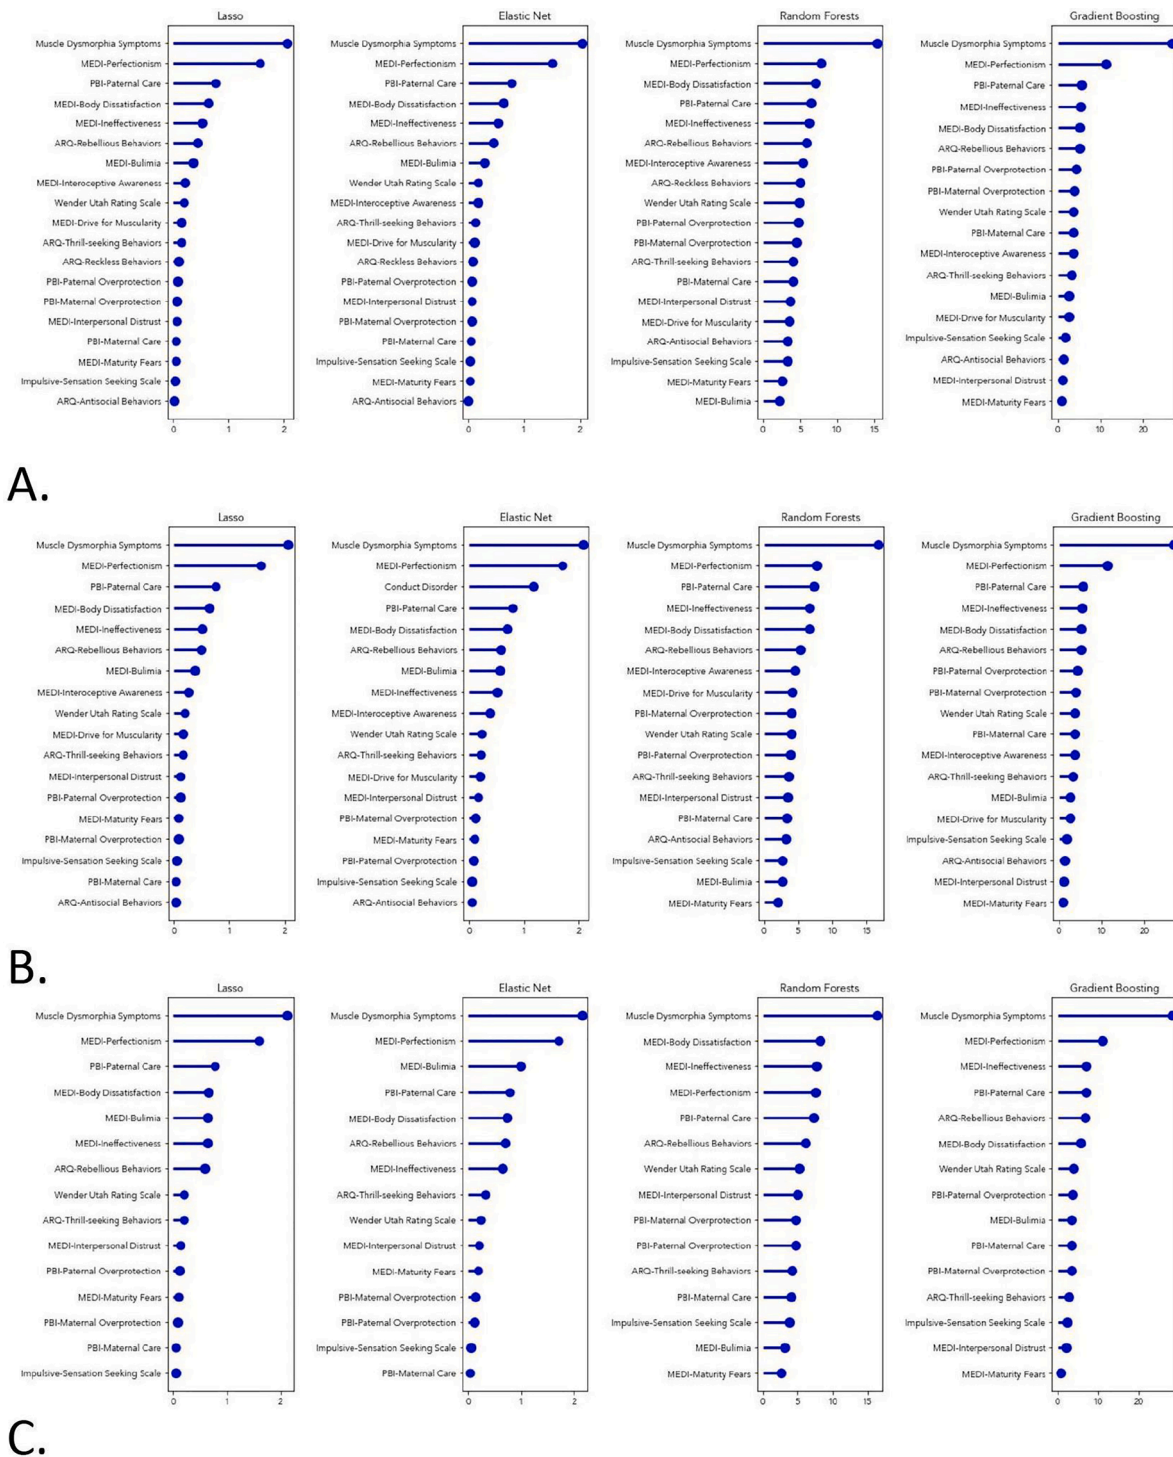 Lasso
Muscle Dysmorphia Symptoms
MEDI-Perfectionism
PBI-Paternal Care
MEDI-Body Dissatisfaction
MEDI-Ineffectiveness
ARQ-Rebellious Behaviors
MEDI-Bulimia
MEDI-Interoceptive Awareness
Wender Utah Rating Scale
MEDI-Drive for Muscularity
ARQ-Thrill-seeking Behaviors
ARQ-Reckless Behaviors
PBI-Paternal Overprotection
PBI-Maternal Overprotection
MEDI-Interpersonal Distrust
PBI-Maternal Care
MEDI-Maturity Fears
Impulsive-Sensation Seeking Scale
ARQ-Antisocial Behaviors
0 1 2
Elastic Net
Muscle Dysmorphia Symptoms
MEDI-Perfectionism
PBI-Paternal Care
MEDI-Body Dissatisfaction
MEDI-Ineffectiveness
ARQ-Rebellious Behaviors
MEDI-Bulimia
Wender Utah Rating Scale
MEDI-Interoceptive Awareness
ARQ-Thrill-seeking Behaviors
MEDI-Drive for Muscularity
ARQ-Reckless Behaviors
PBI-Paternal Overprotection
MEDI-Interpersonal Distrust
PBI-Maternal Overprotection
PBI-Maternal Care
Impulsive-Sensation Seeking Scale
MEDI-Maturity Fears
ARQ-Antisocial Behaviors
0 1 2
Random Forests
Muscle Dysmorphia Symptoms
MEDI-Perfectionism
MEDI-Body Dissatisfaction
PBI-Paternal Care
MEDI-Ineffectiveness
ARQ-Rebellious Behaviors
MEDI-Interoceptive Awareness
ARQ-Reckless Behaviors
Wender Utah Rating Scale
PBI-Paternal Overprotection
PBI-Maternal Overprotection
ARQ-Thrill-seeking Behaviors
PBI-Maternal Care
MEDI-Interpersonal Distrust
MEDI-Drive for Muscularity
ARQ-Antisocial Behaviors
Impulsive-Sensation Seeking Scale
MEDI-Maturity Fears
MEDI-Bulimia
0 5 10 15
Gradient Boosting
Muscle Dysmorphia Symptoms
MEDI-Perfectionism
PBI-Paternal Care
MEDI-Ineffectiveness
MEDI-Body Dissatisfaction
ARQ-Rebellious Behaviors
PBI-Paternal Overprotection
PBI-Maternal Overprotection
Wender Utah Rating Scale
PBI-Maternal Care
MEDI-Interoceptive Awareness
ARQ-Thrill-seeking Behaviors
MEDI-Bulimia
MEDI-Drive for Muscularity
Impulsive-Sensation Seeking Scale
ARQ-Antisocial Behaviors
MEDI-Interpersonal Distrust
MEDI-Maturity Fears
0 10 20
A.
Lasso
Muscle Dysmorphia Symptoms
MEDI-Perfectionism
PBI-Paternal Care
MEDI-Body Dissatisfaction
MEDI-Ineffectiveness
ARQ-Rebellious Behaviors
MEDI-Bulimia
MEDI-Interoceptive Awareness
Wender Utah Rating Scale
MEDI-Drive for Muscularity
ARQ-Thrill-seeking Behaviors
MEDI-Interpersonal Distrust
PBI-Paternal Overprotection
MEDI-Maturity Fears
PBI-Maternal Overprotection
Impulsive-Sensation Seeking Scale
PBI-Maternal Care
ARQ-Antisocial Behaviors
0 1 2
Elastic Net
Muscle Dysmorphia Symptoms
MEDI-Perfectionism
Conduct Disorder
PBI-Paternal Care
MEDI-Body Dissatisfaction
ARQ-Rebellious Behaviors
MEDI-Bulimia
MEDI-Ineffectiveness
MEDI-Interoceptive Awareness
Wender Utah Rating Scale
ARQ-Thrill-seeking Behaviors
MEDI-Drive for Muscularity
MEDI-Interpersonal Distrust
PBI-Maternal Overprotection
MEDI-Maturity Fears
PBI-Paternal Overprotection
Impulsive-Sensation Seeking Scale
ARQ-Antisocial Behaviors
0 1 2
Random Forests
Muscle Dysmorphia Symptoms
MEDI-Perfectionism
PBI-Paternal Care
MEDI-Ineffectiveness
MEDI-Body Dissatisfaction
ARQ-Rebellious Behaviors
MEDI-Interoceptive Awareness
MEDI-Drive for Muscularity
PBI-Maternal Overprotection
Wender Utah Rating Scale
PBI-Paternal Overprotection
ARQ-Thrill-seeking Behaviors
MEDI-Interpersonal Distrust
PBI-Maternal Care
ARQ-Antisocial Behaviors
Impulsive-Sensation Seeking Scale
MEDI-Bulimia
MEDI-Maturity Fears
0 5 10 15
Gradient Boosting
Muscle Dysmorphia Symptoms
MEDI-Perfectionism
PBI-Paternal Care
MEDI-Ineffectiveness
MEDI-Body Dissatisfaction
ARQ-Rebellious Behaviors
PBI-Paternal Overprotection
PBI-Maternal Overprotection
Wender Utah Rating Scale
PBI-Maternal Care
MEDI-Interoceptive Awareness
ARQ-Thrill-seeking Behaviors
MEDI-Bulimia
MEDI-Drive for Muscularity
Impulsive-Sensation Seeking Scale
ARQ-Antisocial Behaviors
MEDI-Interpersonal Distrust
MEDI-Maturity Fears
0 10 20
B.
Lasso
Muscle Dysmorphia Symptoms
MEDI-Perfectionism
PBI-Paternal Care
MEDI-Body Dissatisfaction
MEDI-Bulimia
MEDI-Ineffectiveness
ARQ-Rebellious Behaviors
Wender Utah Rating Scale
ARQ-Thrill-seeking Behaviors
MEDI-Interpersonal Distrust
PBI-Paternal Overprotection
MEDI-Maturity Fears
PBI-Maternal Overprotection
PBI-Maternal Care
Impulsive-Sensation Seeking Scale
0 1 2
Elastic Net
Muscle Dysmorphia Symptoms
MEDI-Perfectionism
MEDI-Bulimia
PBI-Paternal Care
MEDI-Body Dissatisfaction
ARQ-Rebellious Behaviors
MEDI-Ineffectiveness
ARQ-Thrill-seeking Behaviors
Wender Utah Rating Scale
MEDI-Interpersonal Distrust
MEDI-Maturity Fears
PBI-Maternal Overprotection
PBI-Paternal Overprotection
Impulsive-Sensation Seeking Scale
PBI-Maternal Care
0 1 2
Random Forests
Muscle Dysmorphia Symptoms
MEDI-Body Dissatisfaction
MEDI-Ineffectiveness
MEDI-Perfectionism
PBI-Paternal Care
ARQ-Rebellious Behaviors
Wender Utah Rating Scale
MEDI-Interpersonal Distrust
PBI-Maternal Overprotection
PBI-Paternal Overprotection
ARQ-Thrill-seeking Behaviors
PBI-Maternal Care
Impulsive-Sensation Seeking Scale
MEDI-Bulimia
MEDI-Maturity Fears
0 5 10 15
Gradient Boosting
Muscle Dysmorphia Symptoms
MEDI-Perfectionism
MEDI-Ineffectiveness
PBI-Paternal Care
ARQ-Rebellious Behaviors
MEDI-Body Dissatisfaction
Wender Utah Rating Scale
PBI-Paternal Overprotection
MEDI-Bulimia
PBI-Maternal Care
PBI-Maternal Overprotection
ARQ-Thrill-seeking Behaviors
Impulsive-Sensation Seeking Scale
MEDI-Interpersonal Distrust
MEDI-Maturity Fears
0 10 20
C.